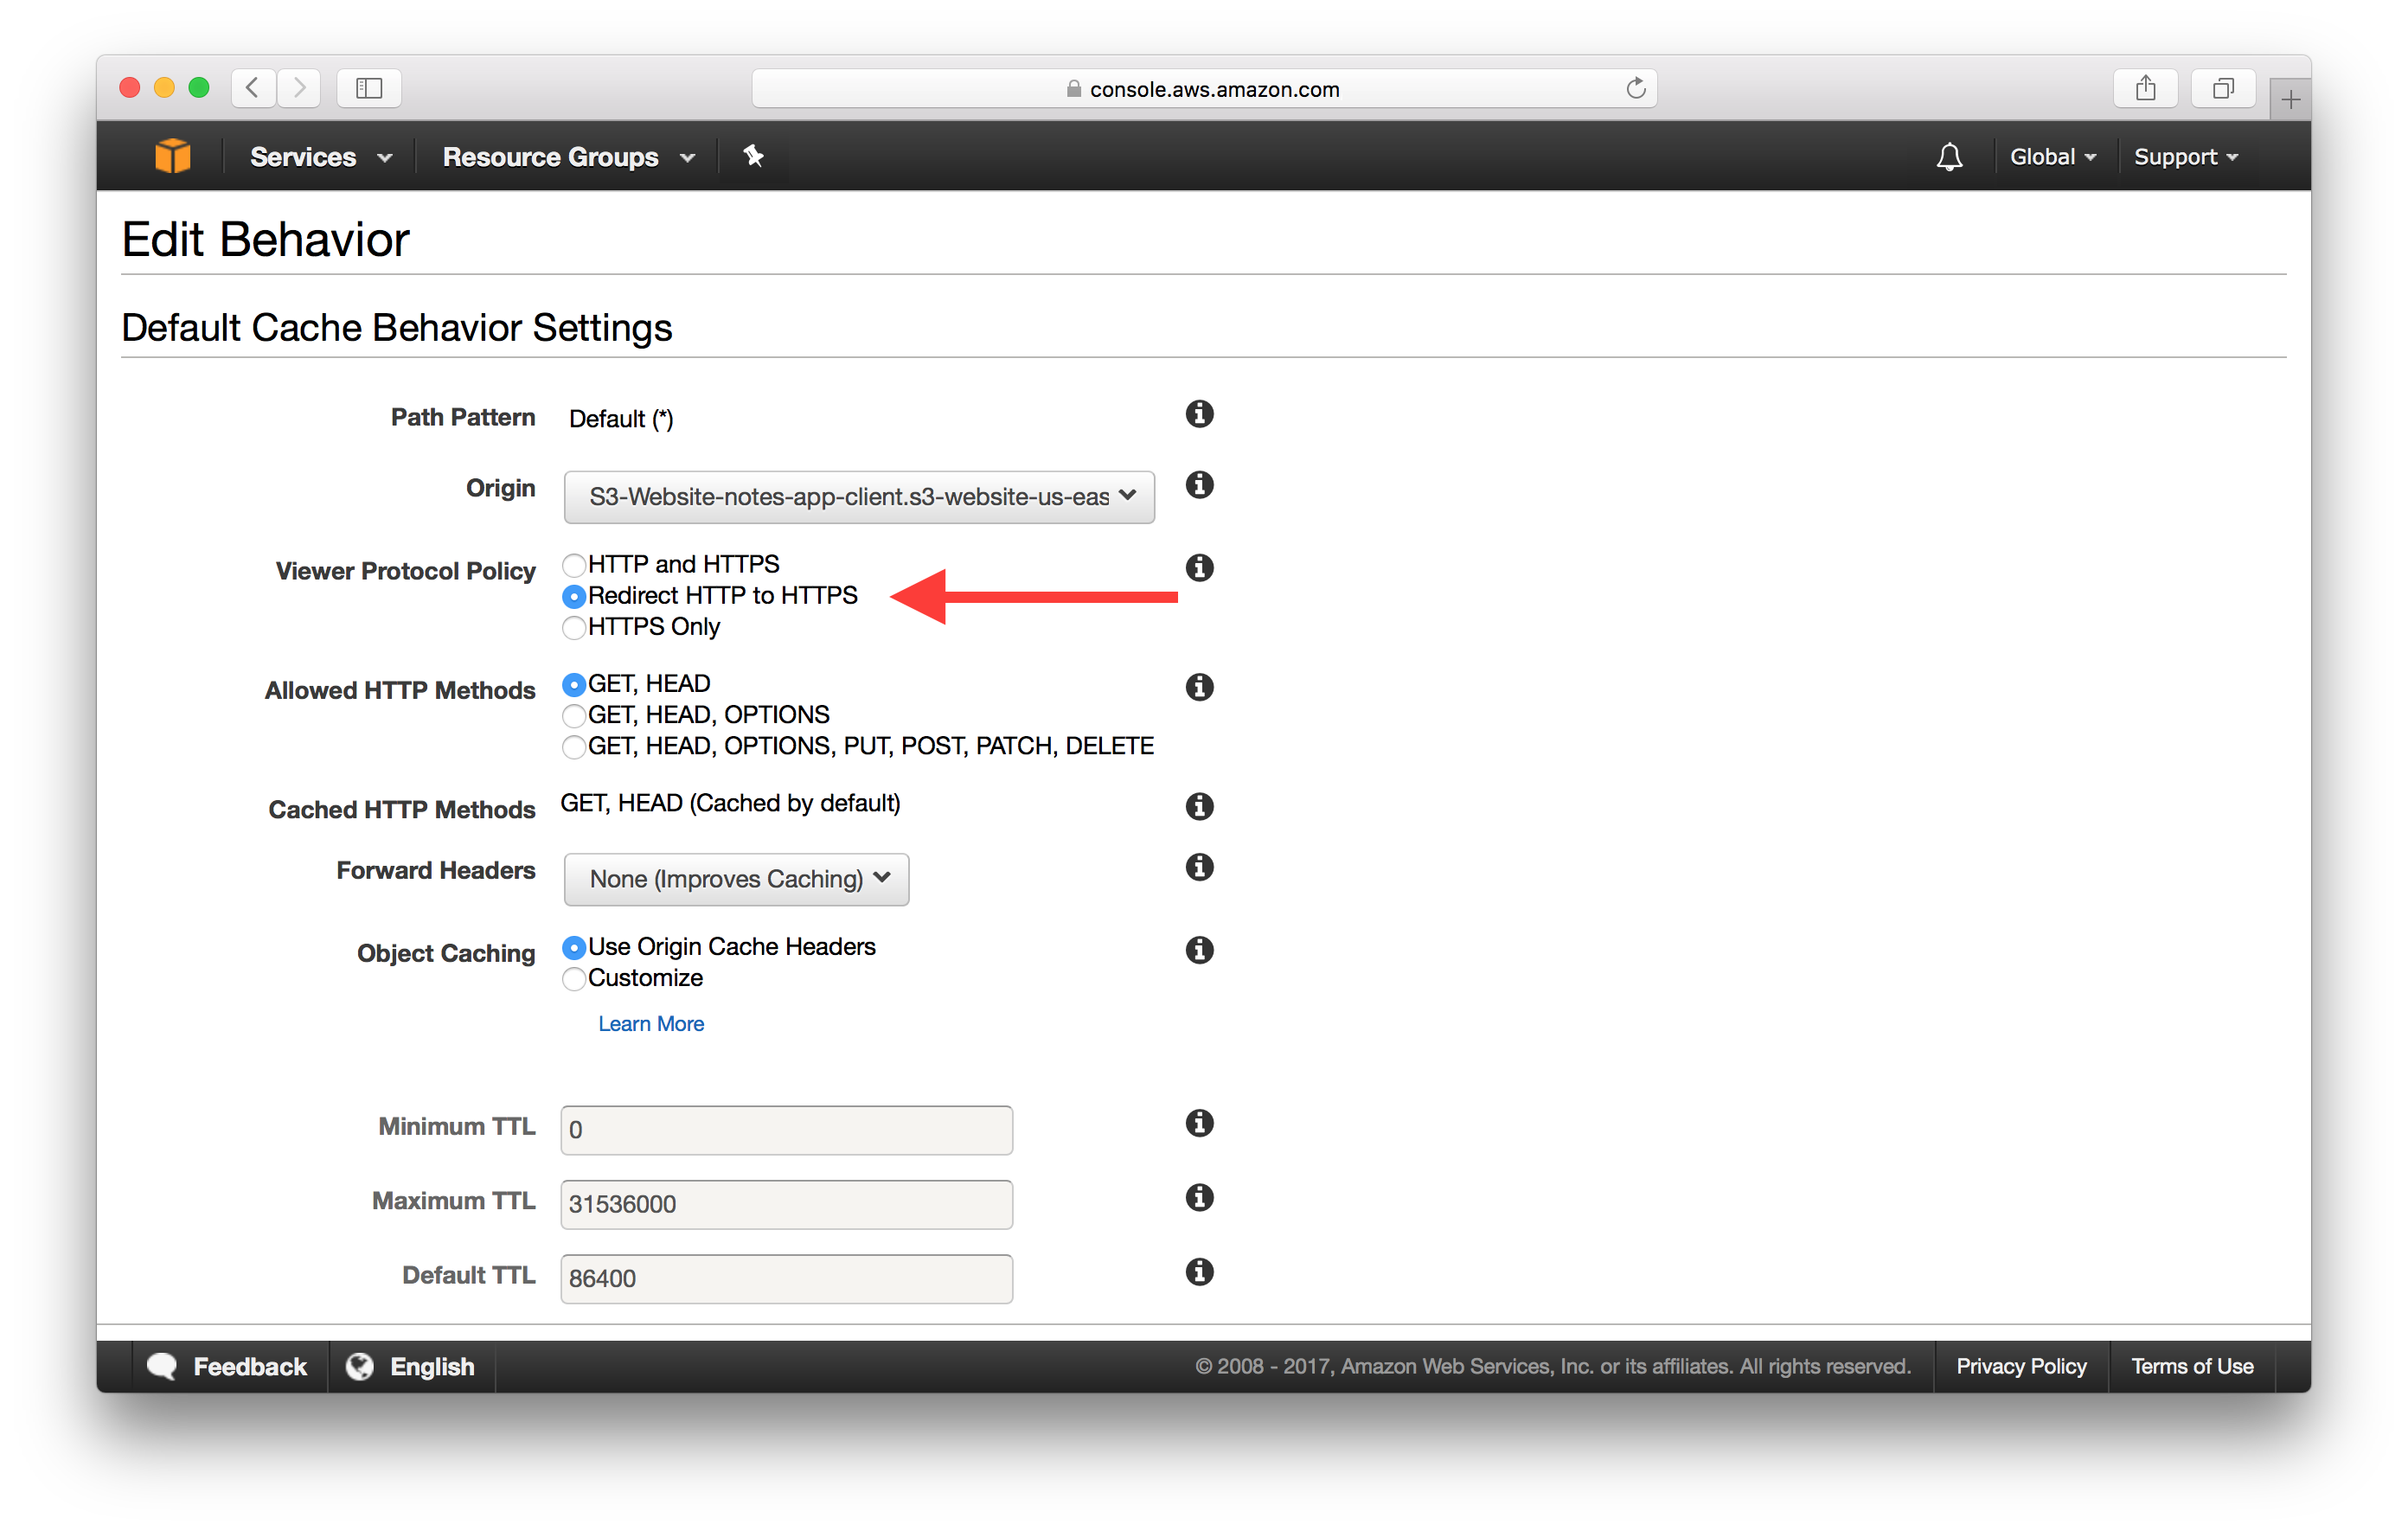 console.aws.amazon.com
Services Resource Groups Global Support
Edit Behavior
Default Cache Behavior Settings
Path Pattern Default (*)
Origin S3-Website-notes-app-client.s3-website-us-eas
Viewer Protocol Policy HTTP and HTTPS
Redirect HTTP to HTTPS
HTTPS Only
Allowed HTTP Methods GET, HEAD
GET, HEAD, OPTIONS
GET, HEAD, OPTIONS, PUT, POST, PATCH, DELETE
Cached HTTP Methods GET, HEAD (Cached by default)
Forward Headers None (Improves Caching)
Object Caching Use Origin Cache Headers
Customize
Learn More
Minimum TTL 0
Maximum TTL 31536000
Default TTL 86400
Feedback English © 2008 - 2017, Amazon Web Services, Inc. or its affiliates. All rights reserved. Privacy Policy Terms of Use